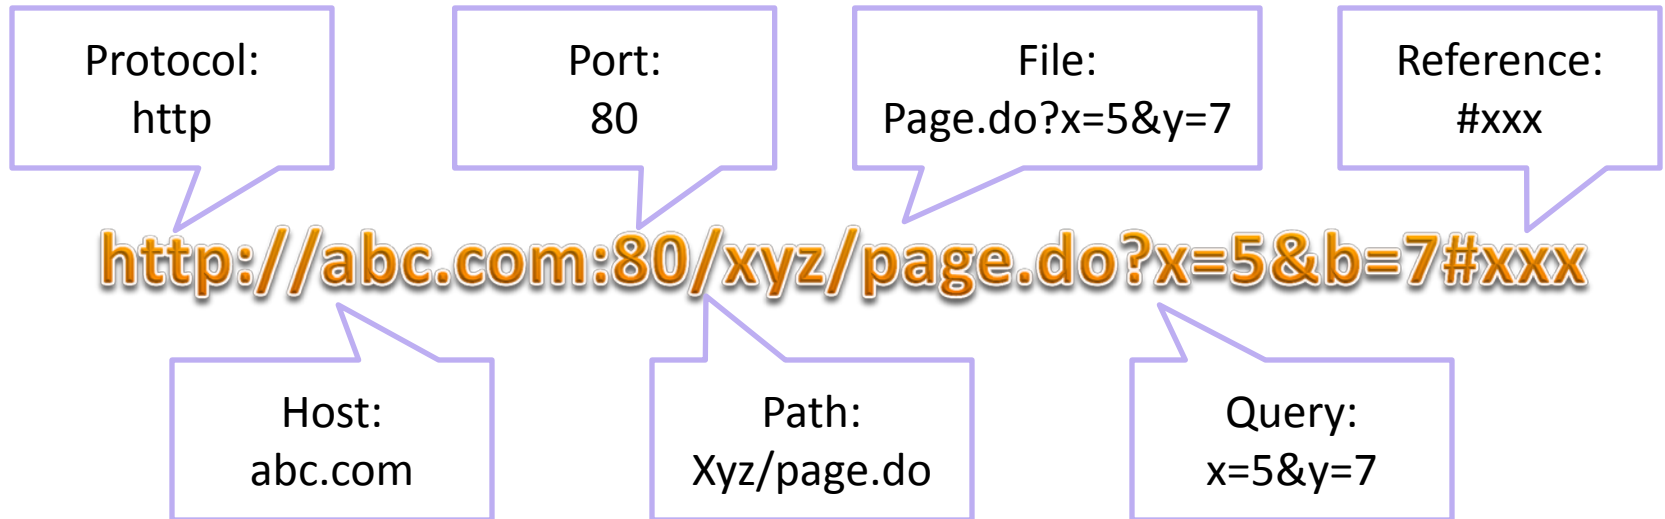 Protocol:
http
Port:
80
File:
Page.do?x=5&y=7
Reference:
#xxx
http://abc.com:80/xyz/page.do?x=5&b=7#xxx
Host:
abc.com
Path:
Xyz/page.do
Query:
x=5&y=7